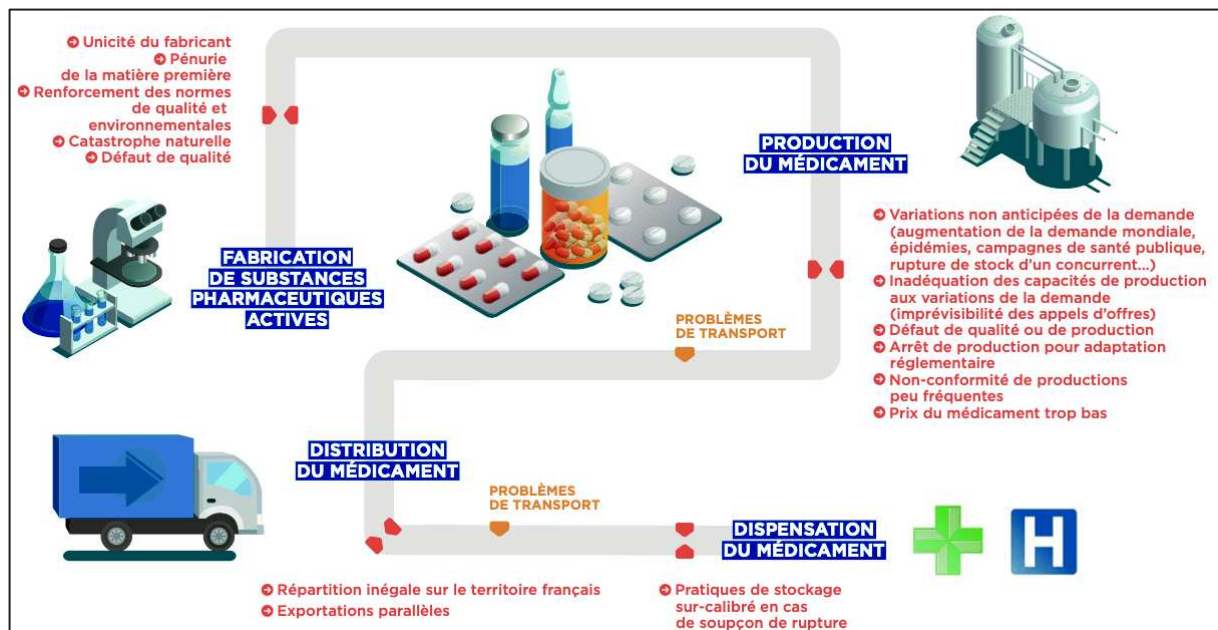 Unicité du fabricant
Pénurie
de la matière première
Renforcement des normes
de qualité et
environnementales
Catastrophe naturelle
Défaut de qualité
FABRICATION
DE SUBSTANCES
PHARMACEUTIQUES
ACTIVES
PRODUCTION
DU MÉDICAMENT
Variations non anticipées de la demande
(augmentation de la demande mondiale,
épidémies, campagnes de santé publique,
rupture de stock d’un concurrent...)
Inadéquation des capacités de production
aux variations de la demande
(imprévisibilité des appels d’offres)
Défaut de qualité ou de production
Arrêt de production pour adaptation
réglementaire
Non-conformité de productions
peu fréquentes
Prix du médicament trop bas
PROBLÈMES
DE TRANSPORT
DISTRIBUTION
DU MÉDICAMENT
PROBLÈMES
DE TRANSPORT
DISPENSATION
DU MÉDICAMENT
H
Répartition inégale sur le territoire français
Exportations parallèles
Pratiques de stockage
sur-calibré en cas
de soupçon de rupture